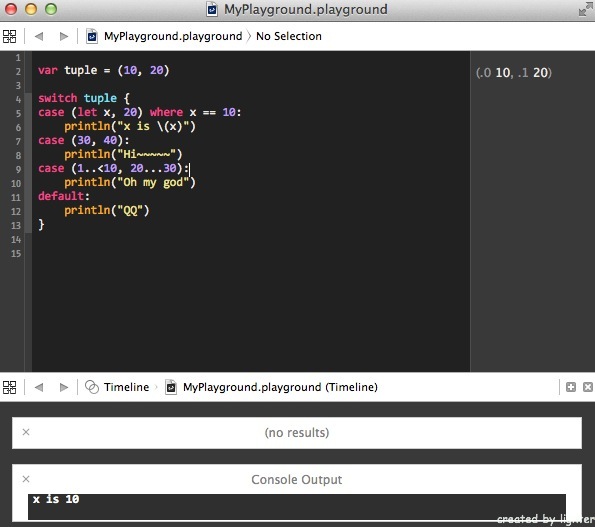 MyPlayground.playground
MyPlayground.playground › No Selection
1
2 var tuple = (10, 20)
(.0 10, .1 20)
3
4 switch tuple {
5 case (let x, 20) where x == 10:
6 println("x is \(x)")
7 case (30, 40):
8 println("Hi~~~~~")
9 case (1..<10, 20...30):
10 println("Oh my god")
11 default:
12 println("QQ")
13 }
14
15
Timeline › MyPlayground.playground (Timeline)
(no results)
Console Output
x is 10
created by lighter